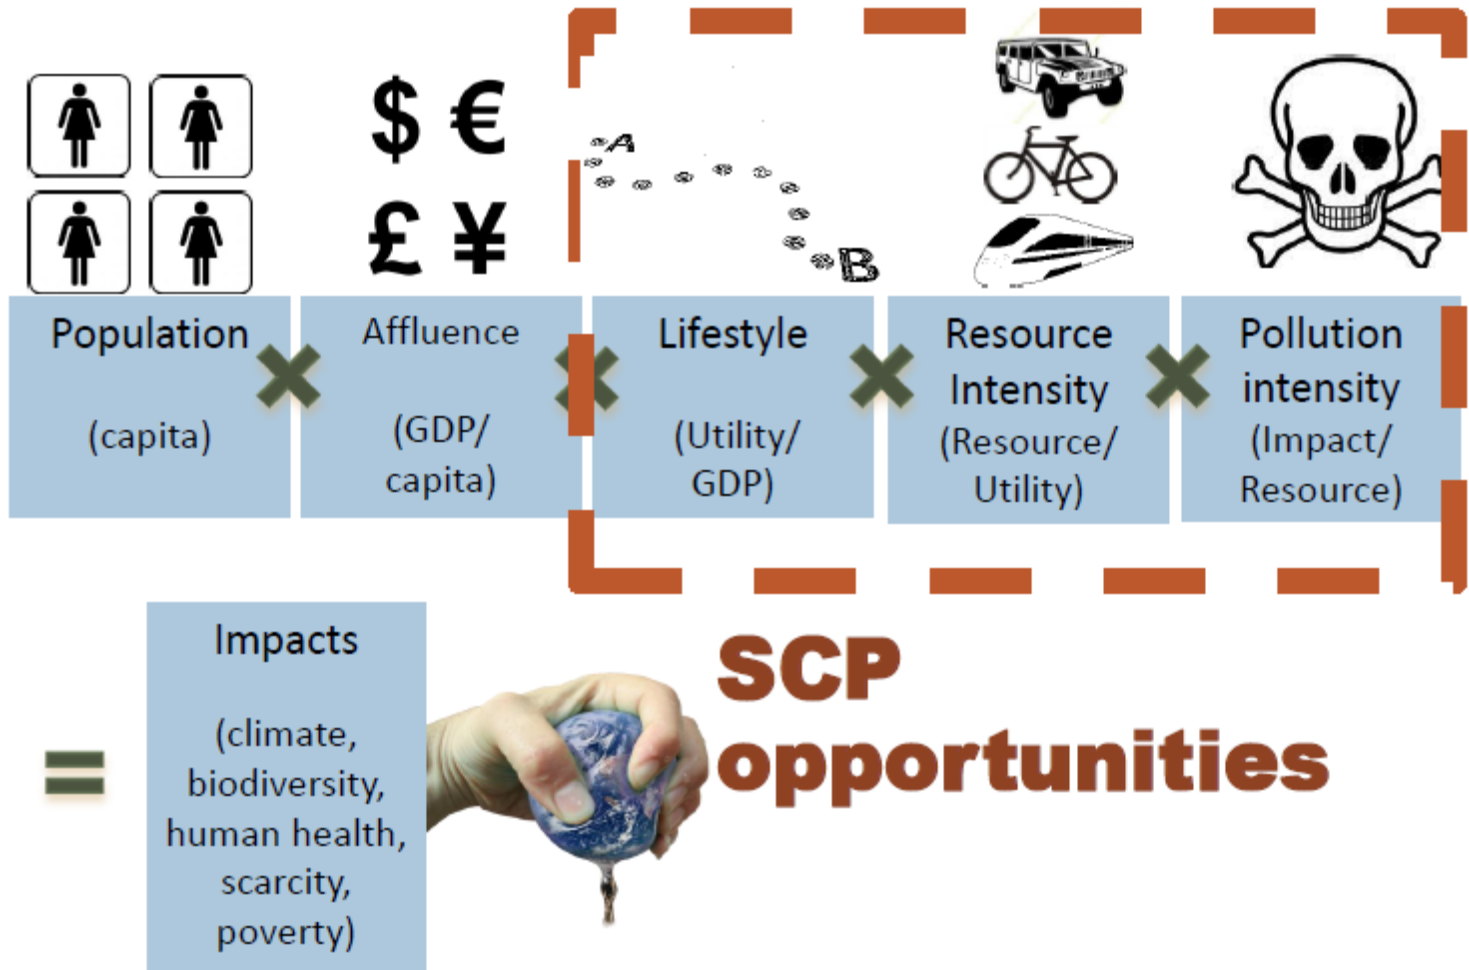 $ €
£ ¥
A
B
Population
(capita)
Affluence
(GDP/
capita)
Lifestyle
(Utility/
GDP)
Resource
Intensity
(Resource/
Utility)
Pollution
intensity
(Impact/
Resource)
=
Impacts
(climate,
biodiversity,
human health,
scarcity,
poverty)
SCP
opportunities